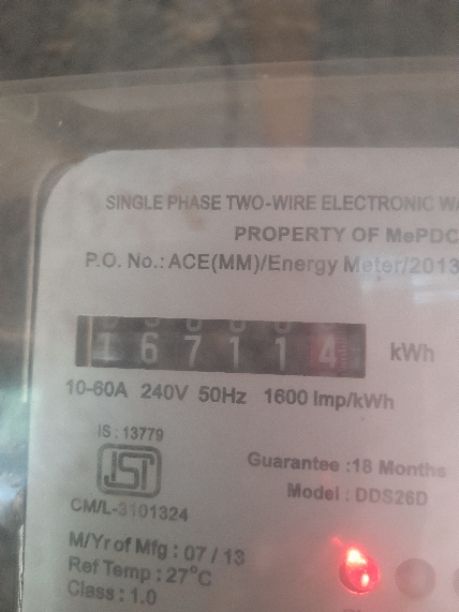 SINGLE PHASE TWO-WIRE ELECTRONIC
PROPERTY OF MePDC
P.O. No.: ACE(MM)/Energy Meter/2013
167114 kWh
10-60A 240V 50Hz 1600 Imp/kWh
IS : 13779
ISI
CM/L-3101324
Guarantee :18 Months
Model : DDS26D
M/Yr of Mfg : 07 / 13
Ref Temp : 27°C
Class : 1.0